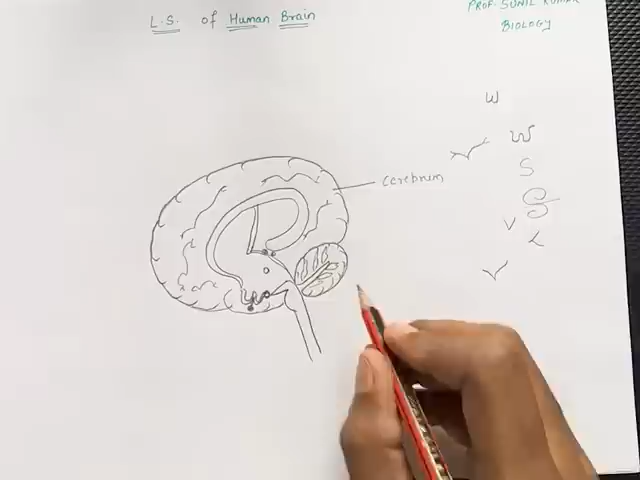 L.S. of Human Brain
PROF. SUNIL KUMAR
BIOLOGY
W
W
S
V
Cerebrum